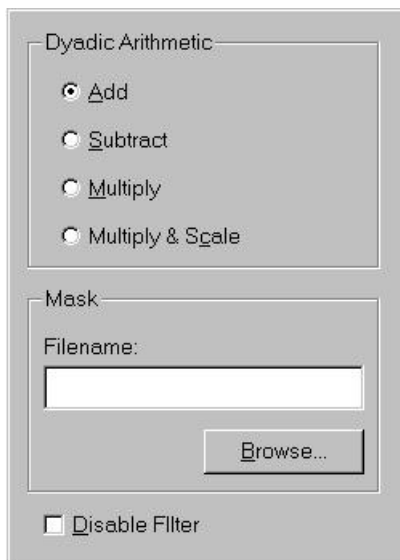 Dyadic Arithmetic
Add
Subtract
Multiply
Multiply & Scale
Mask
Filename:
Browse...
Disable FIlter